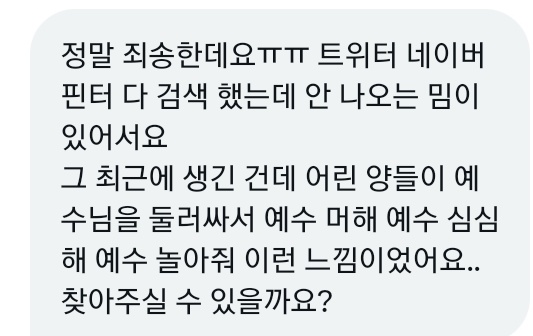 정말 죄송한데요ㅠㅠ 트위터 네이버
핀터 다 검색 했는데 안 나오는 밈이
있어서요
그 최근에 생긴 건데 어린 양들이 예
수님을 둘러싸서 예수 머해 예수 심심
해 예수 놀아줘 이런 느낌이었어요..
찾아주실 수 있을까요?